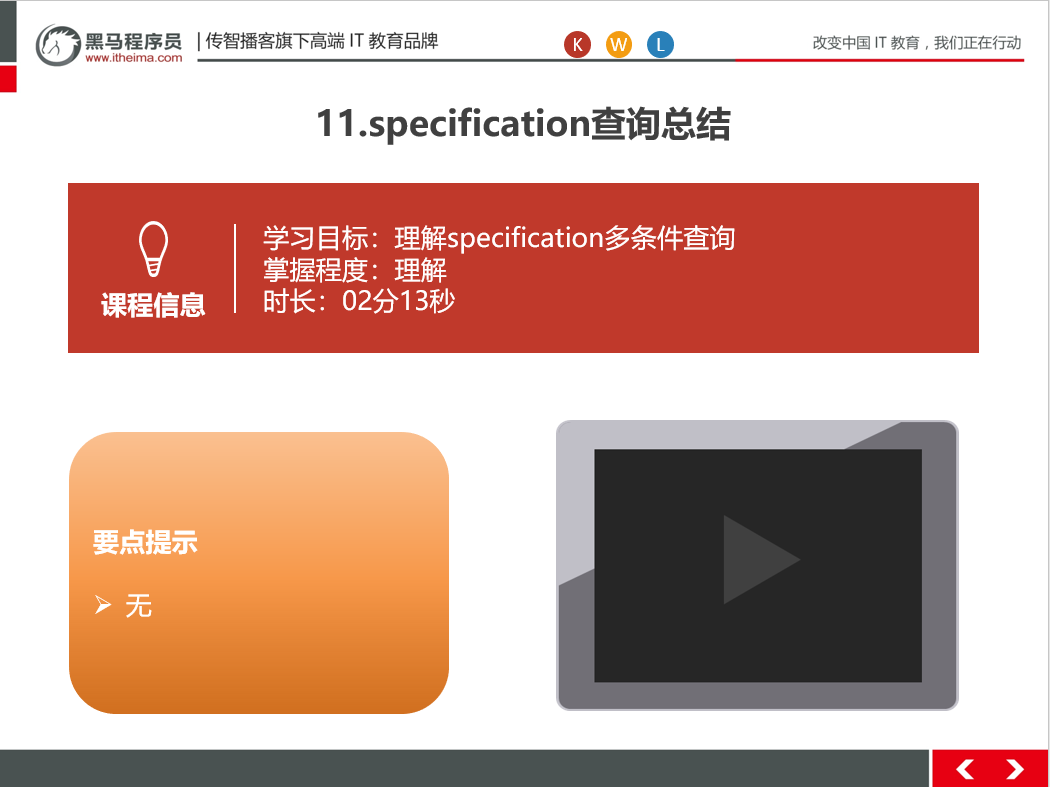 黑马程序员
www.itheima.com
传智播客旗下高端 IT 教育品牌
K W L
改变中国 IT 教育，我们正在行动
11.specification查询总结
课程信息
学习目标：理解specification多条件查询
掌握程度：理解
时长：02分13秒
要点提示
➢ 无